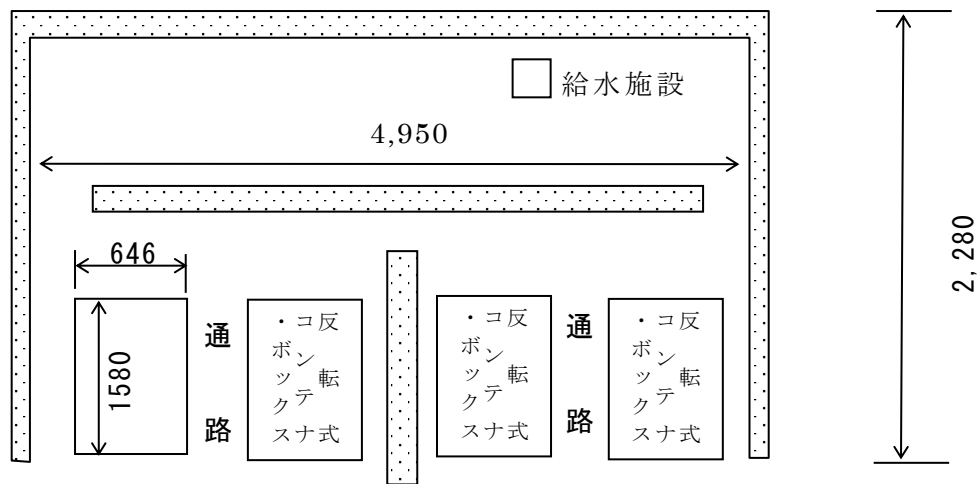 給水施設
4,950
2,280
646
1580
通路
反転式
コンテナ
・ボックス
反転式
コンテナ
・ボックス
通路
反転式
コンテナ
・ボックス